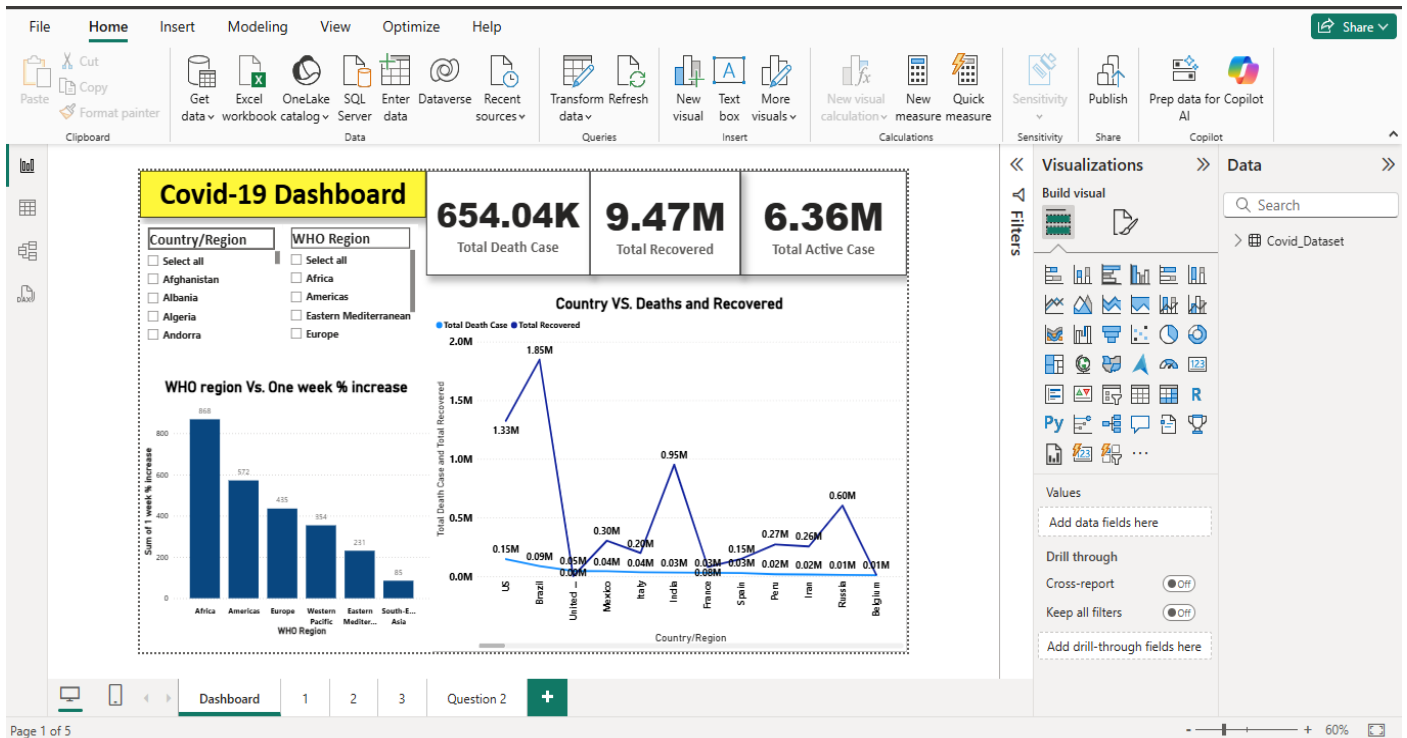 File Home Insert Modeling View Optimize Help
Share
Paste
Cut
Copy
Format painter
Clipboard
Get data
Excel workbook
OneLake catalog
SQL Server
Enter data
Dataverse
Recent sources
Data
Transform data
Refresh
Queries
New visual
Text box
More visuals
Insert
New visual calculation
New measure
Quick measure
Calculations
Sensitivity
Sensitivity
Publish
Share
Prep data for AI
Copilot
Copilot
Covid-19 Dashboard
654.04K
Total Death Case
9.47M
Total Recovered
6.36M
Total Active Case
Country/Region
Select all
Afghanistan
Albania
Algeria
Andorra
WHO Region
Select all
Africa
Americas
Eastern Mediterranean
Europe
WHO region Vs. One week % increase
Sum of 1 week % increase
800
600
400
200
0
868
572
435
354
231
85
Africa
Americas
Europe
Western Pacific
Eastern Mediter...
South-E... Asia
WHO Region
Country VS. Deaths and Recovered
Total Death Case Total Recovered
Total Death Case and Total Recovered
2.0M
1.5M
1.0M
0.5M
0.0M
1.33M
1.85M
0.00M
0.30M
0.20M
0.95M
0.08M
0.15M
0.27M
0.26M
0.60M
0.01M
0.15M
0.09M
0.05M
0.04M
0.04M
0.03M
0.03M
0.03M
0.02M
0.02M
0.01M
US
Brazil
United ...
Mexico
Italy
India
France
Spain
Peru
Iran
Russia
Belgium
Country/Region
Filters
Visualizations
Build visual
123
R
Py
123
Values
Add data fields here
Drill through
Cross-report
Off
Keep all filters
Off
Add drill-through fields here
Data
Search
Covid_Dataset
DAX
Dashboard 1 2 3 Question 2 +
Page 1 of 5
- + 60%